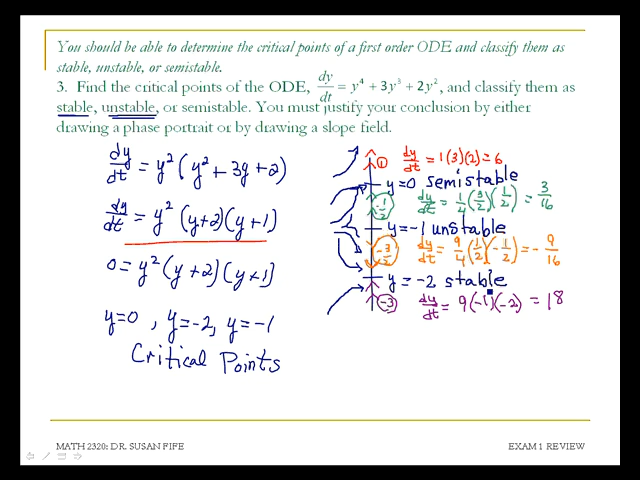 You should be able to determine the critical points of a first order ODE and classify them as
stable, unstable, or semistable.
3. Find the critical points of the ODE, dy/dt = y⁴ + 3y³ + 2y², and classify them as
stable, unstable, or semistable. You must justify your conclusion by either
drawing a phase portrait or by drawing a slope field.
dy/dt = y² (y² + 3y + 2)
dy/dt = y² (y+2)(y+1)
0 = y² (y+2)(y+1)
y=0 , y=-2, y=-1
Critical Points
1 dy/dt = 1(3)(2) = 6
y=0 semistable
-1/2 dy/dt = 1/4 (3/2)(1/2) = 3/16
y=-1 unstable
-3/2 dy/dt = 9/4 (1/2)(-1/2) = -9/16
y = -2 stable
-3 dy/dt = 9(-1)(-2) = 18
MATH 2320: DR. SUSAN FIFE
EXAM 1 REVIEW